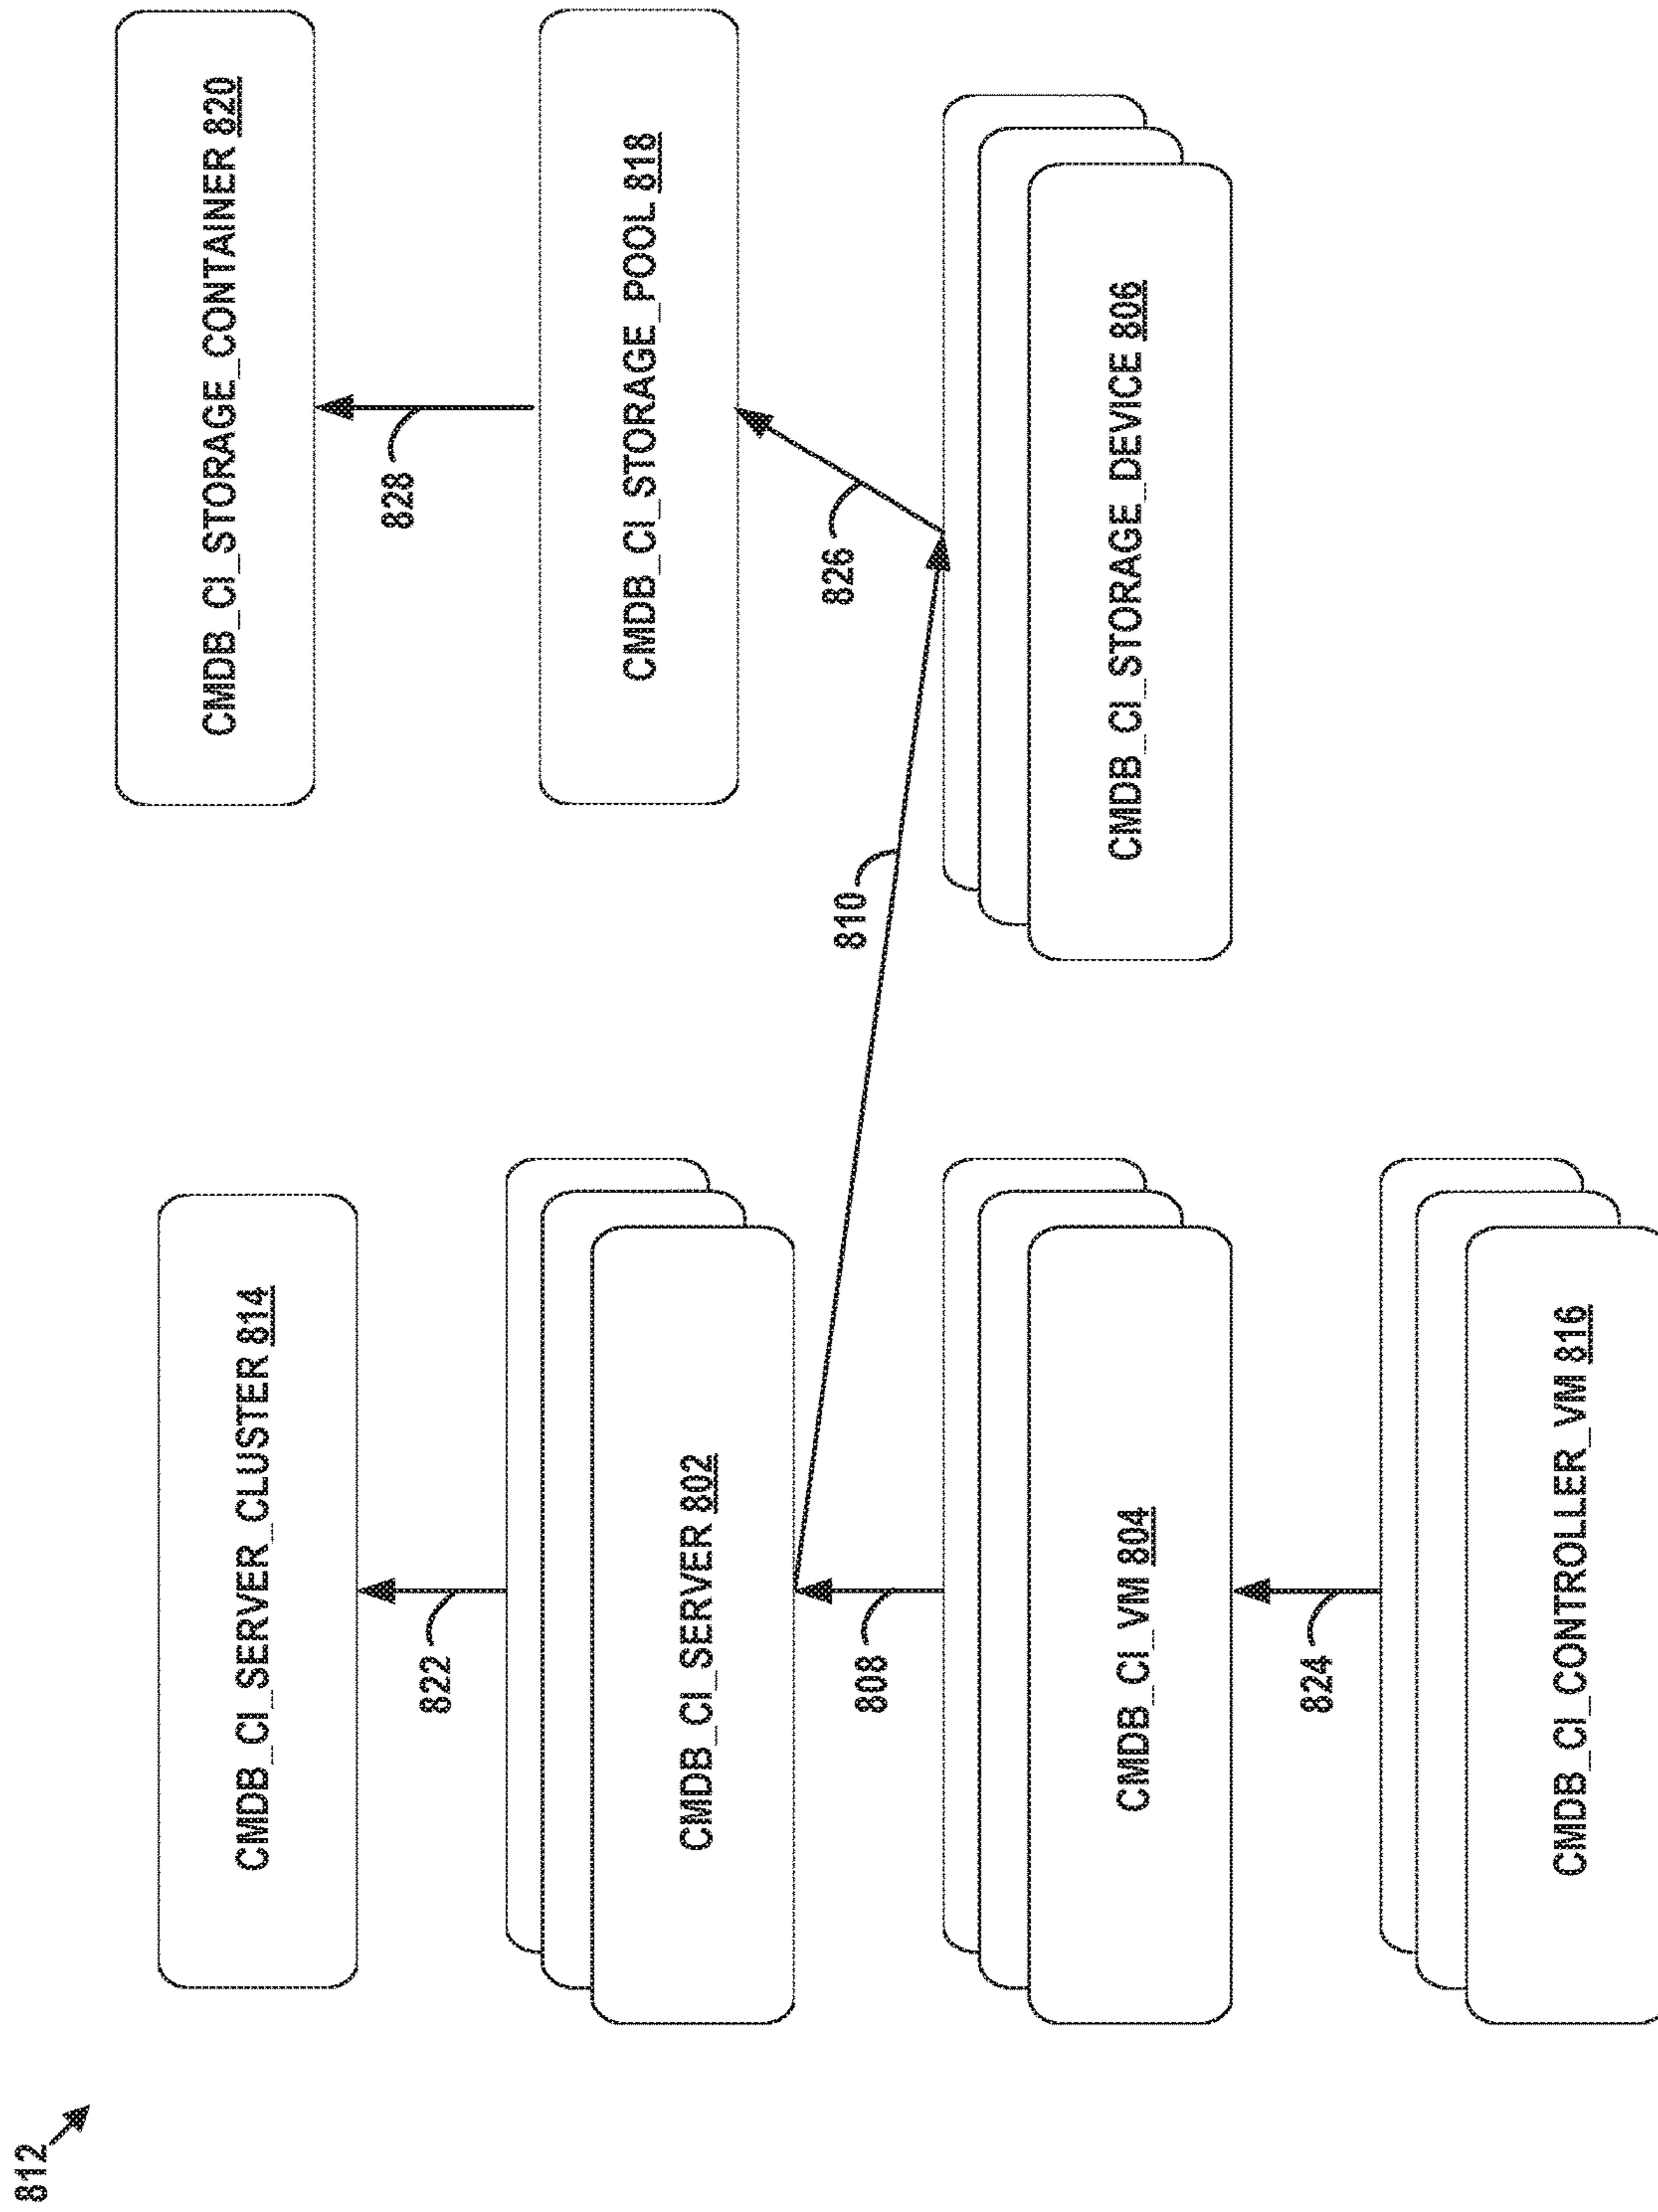 812
CMDB_CI_SERVER_CLUSTER 814
822
CMDB_CI_SERVER 802
808
CMDB_CI_VM 804
824
CMDB_CI_CONTROLLER_VM 816
810
CMDB_CI_STORAGE_CONTAINER 820
828
CMDB_CI_STORAGE_POOL 818
826
CMDB_CI_STORAGE_DEVICE 806